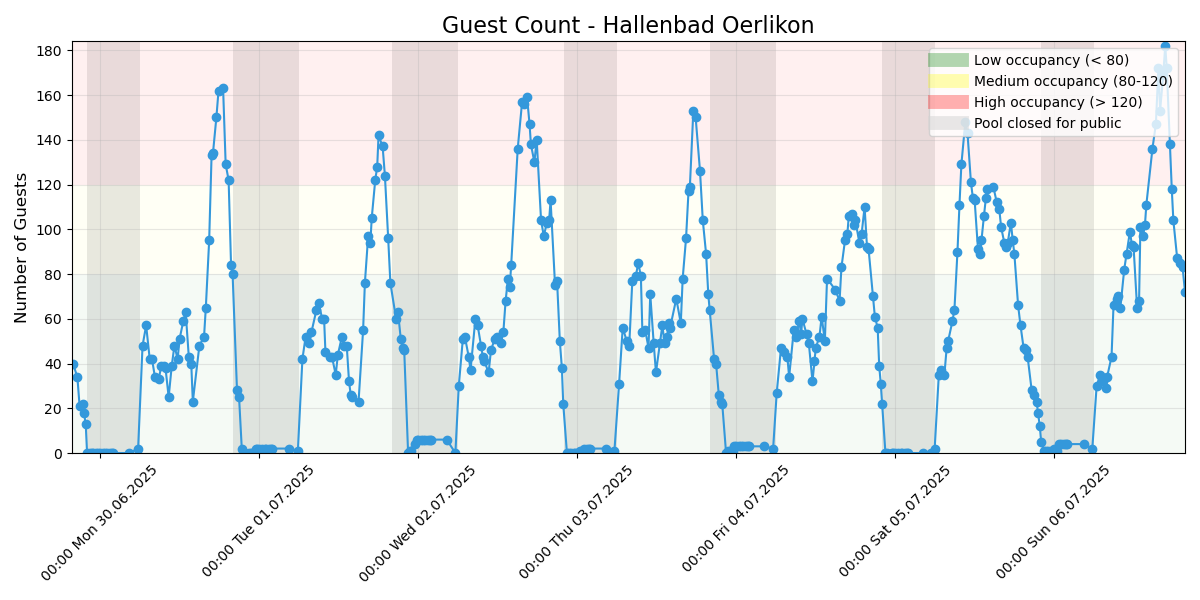 Guest Count - Hallenbad Oerlikon
Number of Guests
180
160
140
120
100
80
60
40
20
0
Low occupancy (< 80)
Medium occupancy (80-120)
High occupancy (> 120)
Pool closed for public
00:00 Mon 30.06.2025
00:00 Tue 01.07.2025
00:00 Wed 02.07.2025
00:00 Thu 03.07.2025
00:00 Fri 04.07.2025
00:00 Sat 05.07.2025
00:00 Sun 06.07.2025